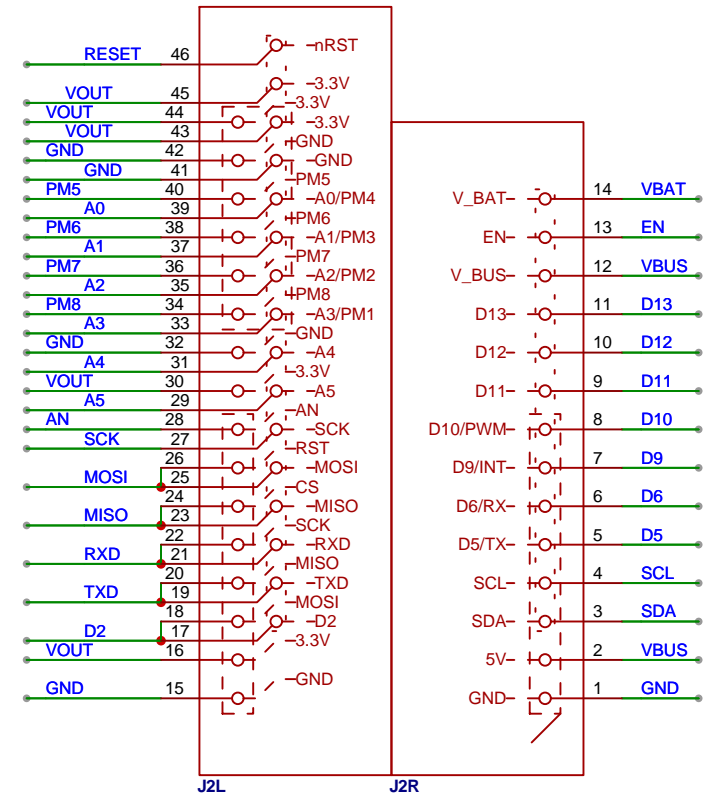 RESET 46 nRST
VOUT 45 3.3V
3.3V
VOUT 44 3.3V
VOUT 43 GND
GND 42 GND
GND 41 PM5
PM5 40 A0/PM4
A0 39 PM6
PM6 38 A1/PM3
A1 37 PM7
PM7 36 A2/PM2
A2 35 PM8
PM8 34 A3/PM1
A3 33 GND
GND 32 A4
A4 31 3.3V
VOUT 30 A5
A5 29 AN
AN 28 SCK
SCK 27 RST
26 MOSI
MOSI 25 CS
24 MISO
MISO 23 SCK
22 RXD
RXD 21 MISO
20 TXD
TXD 19 MOSI
18 D2
D2 17 3.3V
VOUT 16
GND 15 GND
V_BAT 14 VBAT
EN 13 EN
V_BUS 12 VBUS
D13 11 D13
D12 10 D12
D11 9 D11
D10/PWM 8 D10
D9/INT 7 D9
D6/RX 6 D6
D5/TX 5 D5
SCL 4 SCL
SDA 3 SDA
5V 2 VBUS
GND 1 GND
J2L J2R